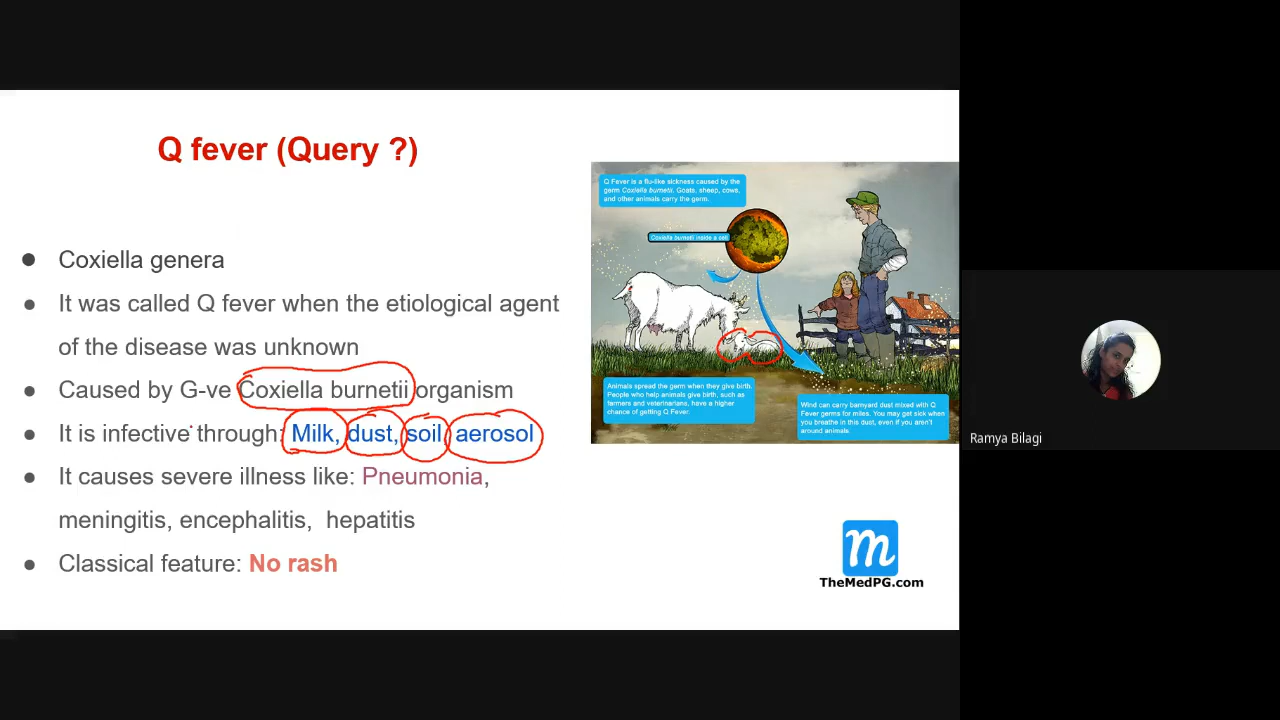 Q fever (Query ?)
● Coxiella genera
● It was called Q fever when the etiological agent
of the disease was unknown
● Caused by G-ve Coxiella burnetii organism
● It is infective through: Milk, dust, soil, aerosol
● It causes severe illness like: Pneumonia,
meningitis, encephalitis, hepatitis
● Classical feature: No rash
Q Fever is a flu-like sickness caused by the
germ Coxiella burnetii. Goats, sheep, cows,
and other animals carry the germ.
Coxiella burnetii inside a cell
Animals spread the germ when they give birth.
People who help animals give birth, such as
farmers and veterinarians, have a higher
chance of getting Q Fever.
Wind can carry barnyard dust mixed with Q
Fever germs for miles. You may get sick when
you breathe in this dust, even if you aren't
around animals.
m
TheMedPG.com
Ramya Bilagi